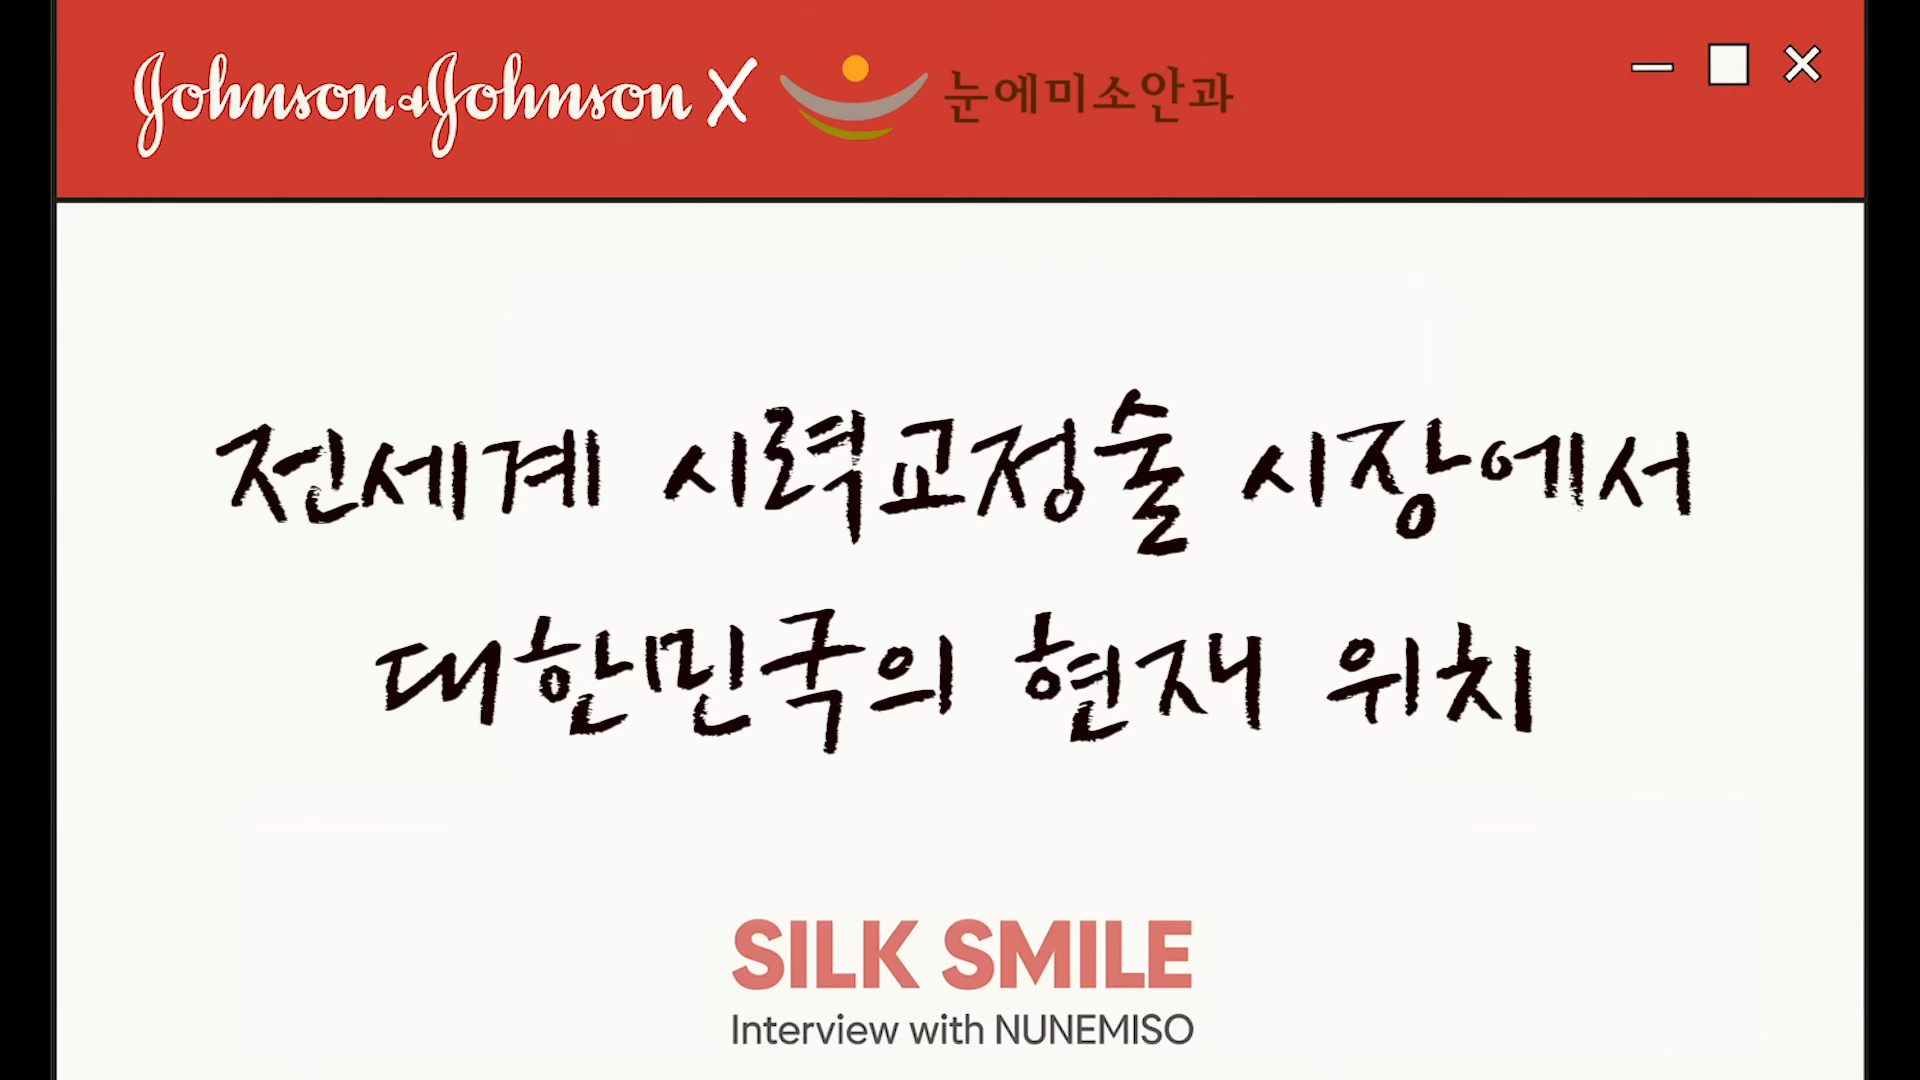 Johnson&Johnson X 눈에미소안과
전세계 시력교정술 시장에서
대한민국의 현재 위치
SILK SMILE
Interview with NUNEMISO